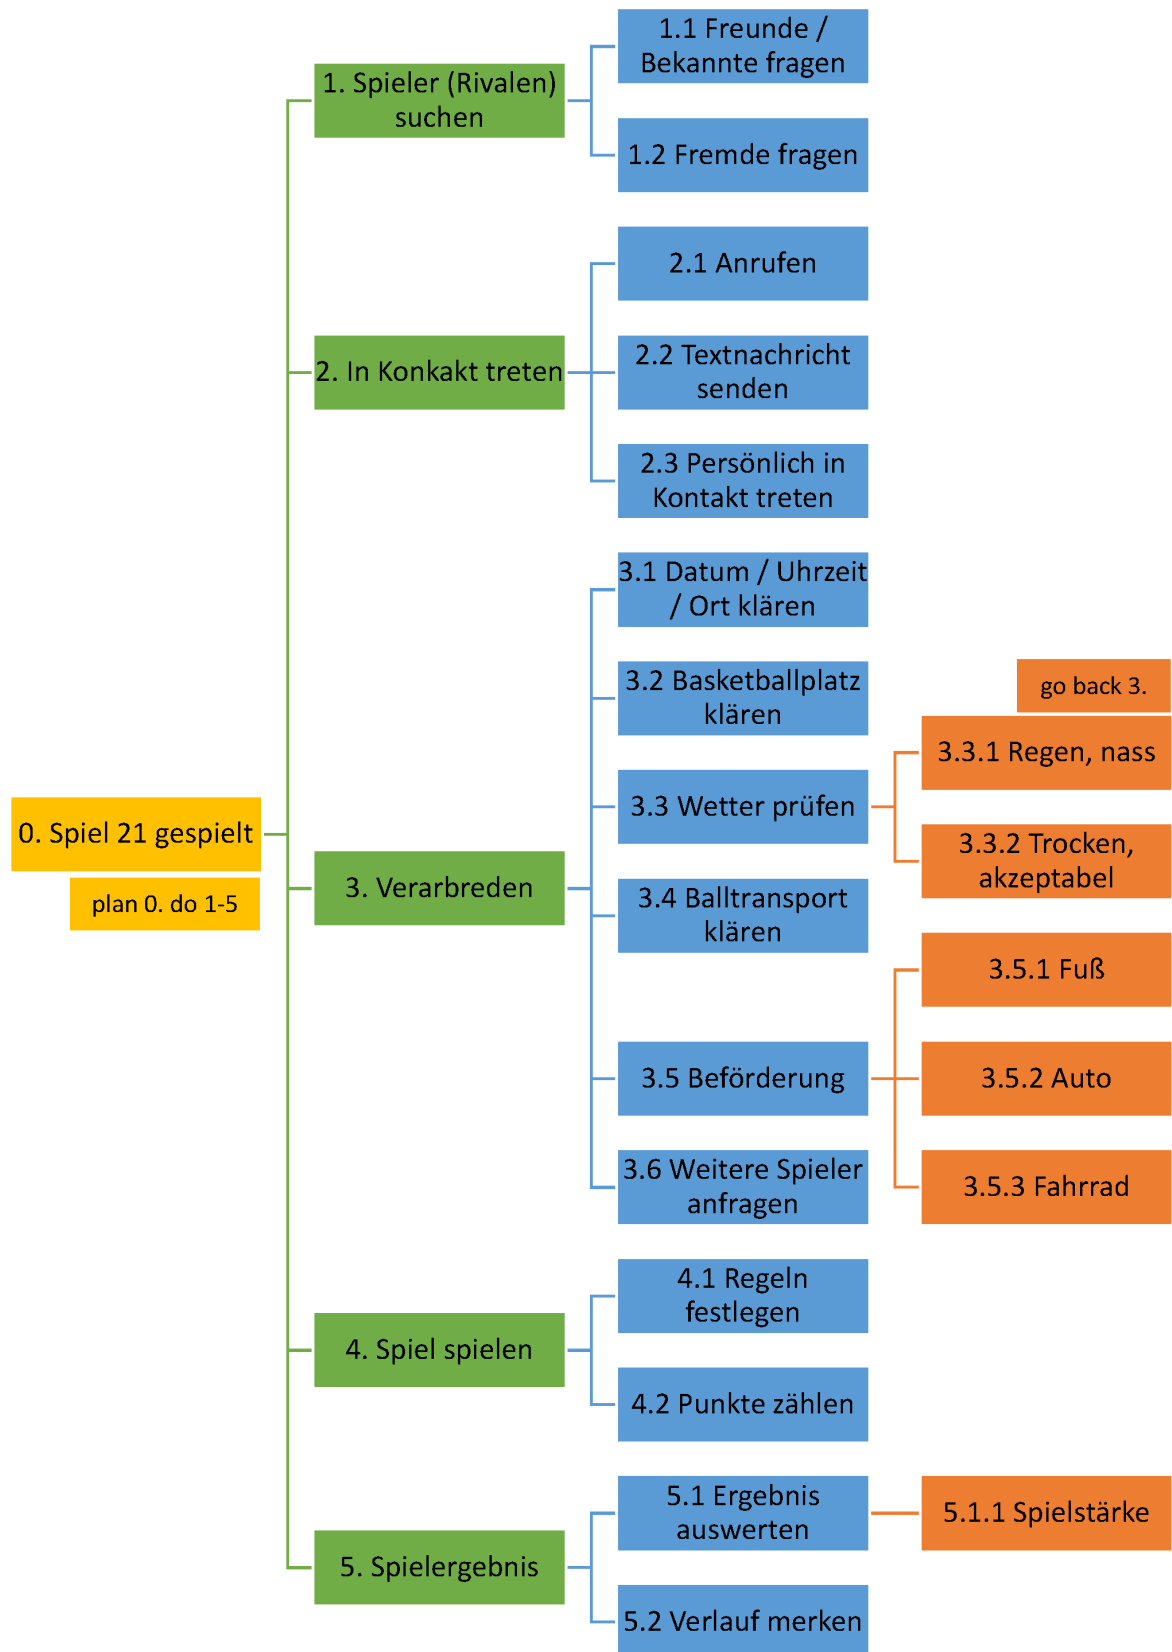 0. Spiel 21 gespielt
plan 0. do 1-5
1. Spieler (Rivalen)
suchen
1.1 Freunde /
Bekannte fragen
1.2 Fremde fragen
2. In Konkakt treten
2.1 Anrufen
2.2 Textnachricht
senden
2.3 Persönlich in
Kontakt treten
3. Verarbreden
3.1 Datum / Uhrzeit
/ Ort klären
3.2 Basketballplatz
klären
3.3 Wetter prüfen
go back 3.
3.3.1 Regen, nass
3.3.2 Trocken,
akzeptabel
3.4 Balltransport
klären
3.5 Beförderung
3.5.1 Fuß
3.5.2 Auto
3.5.3 Fahrrad
3.6 Weitere Spieler
anfragen
4. Spiel spielen
4.1 Regeln
festlegen
4.2 Punkte zählen
5. Spielergebnis
5.1 Ergebnis
auswerten
5.1.1 Spielstärke
5.2 Verlauf merken